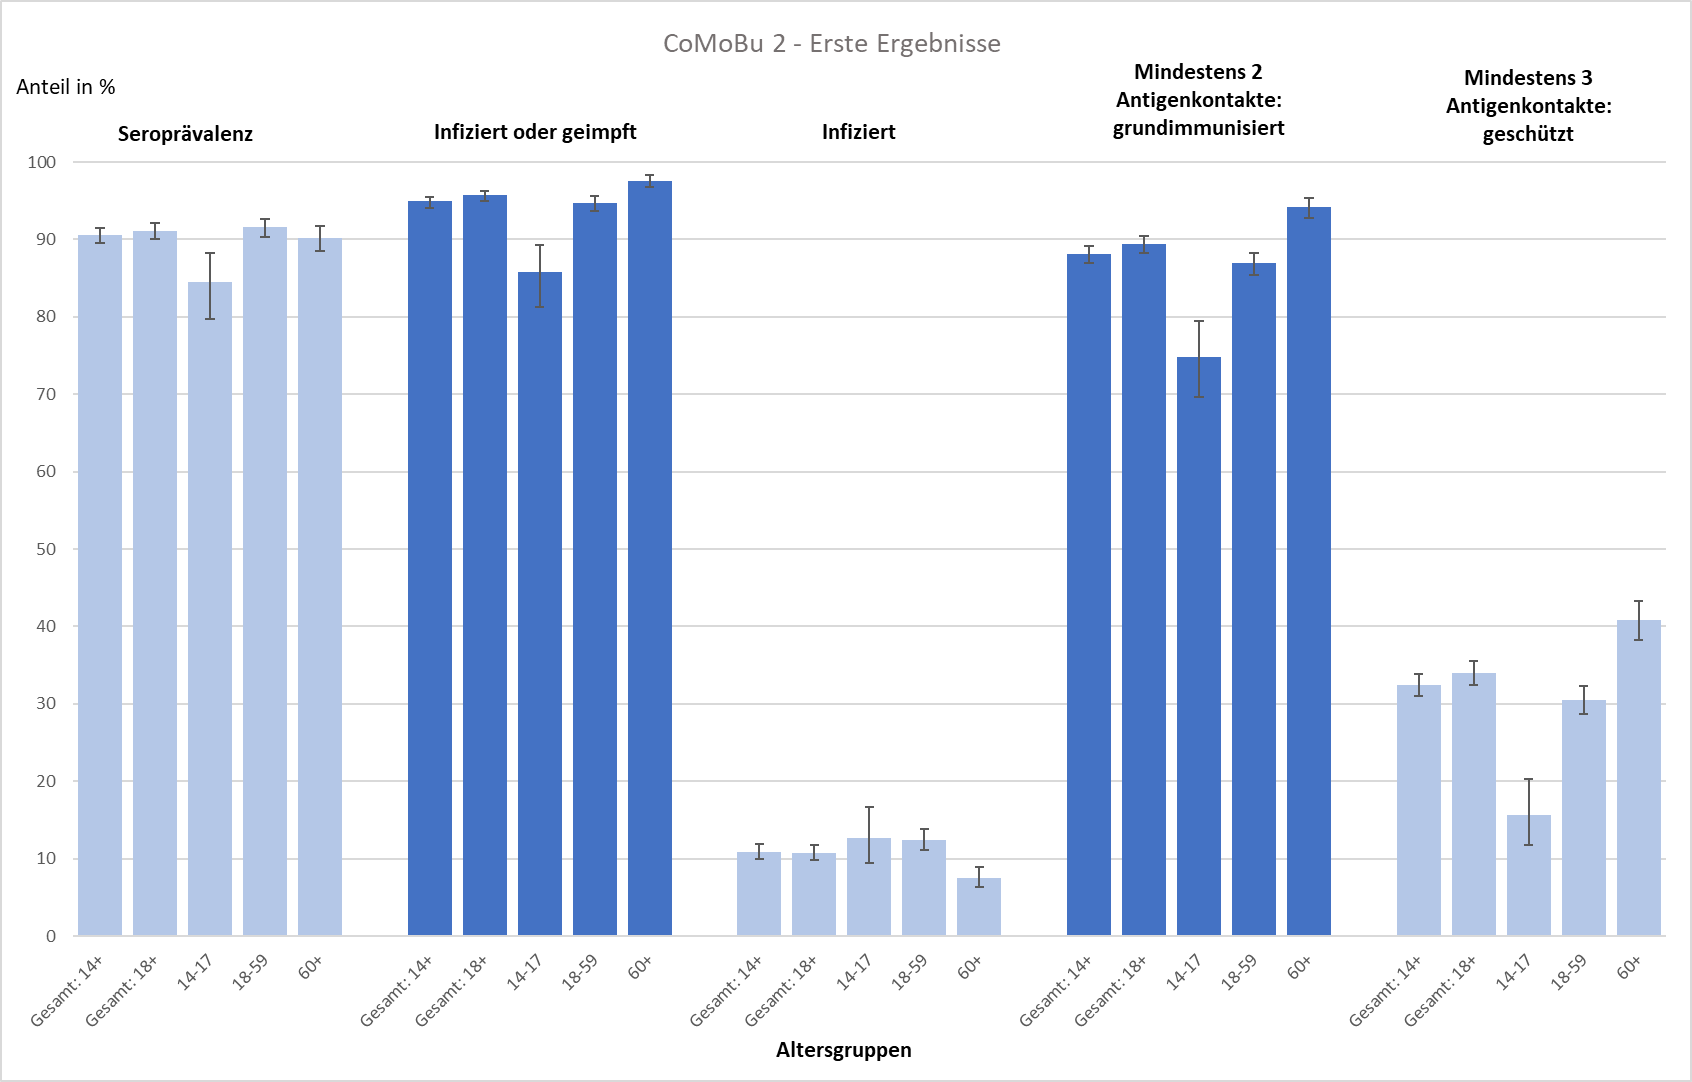 CoMoBu 2 - Erste Ergebnisse
Anteil in %
Seroprävalenz
Infiziert oder geimpft
Infiziert
Mindestens 2
Antigenkontakte:
grundimmunisiert
Mindestens 3
Antigenkontakte:
geschützt
100
90
80
70
60
50
40
30
20
10
0
Gesamt: 14+
Gesamt: 18+
14-17
18-59
60+
Gesamt: 14+
Gesamt: 18+
14-17
18-59
60+
Gesamt: 14+
Gesamt: 18+
14-17
18-59
60+
Gesamt: 14+
Gesamt: 18+
14-17
18-59
60+
Gesamt: 14+
Gesamt: 18+
14-17
18-59
60+
Altersgruppen